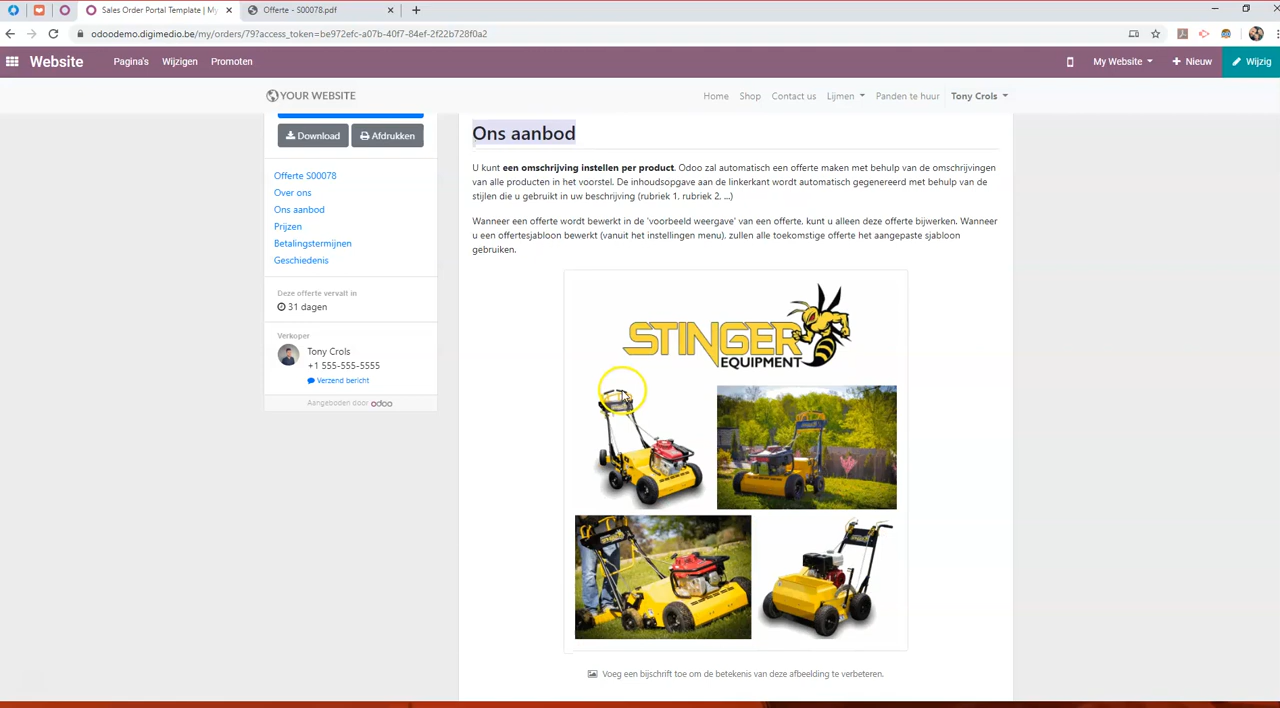 Sales Order Portal Template | My
Offerte - S00078.pdf
odoodemo.digimedio.be/my/orders/79?access_token=be972efc-a07b-40f7-84ef-2f22b728f0a2
Website
Pagina's
Wijzigen
Promoten
My Website
Nieuw
Wijzig
YOUR WEBSITE
Home
Shop
Contact us
Lijmen
Panden te huur
Tony Crols
Download
Afdrukken
Offerte S00078
Over ons
Ons aanbod
Prijzen
Betalingstermijnen
Geschiedenis
Deze offerte vervalt in
31 dagen
Verkoper
Tony Crols
+1 555-555-5555
Verzend bericht
Aangeboden door odoo
Ons aanbod
U kunt een omschrijving instellen per product. Odoo zal automatisch een offerte maken met behulp van de omschrijvingen
van alle producten in het voorstel. De inhoudsopgave aan de linkerkant wordt automatisch gegenereerd met behulp van de
stijlen die u gebruikt in uw beschrijving (rubriek 1, rubriek 2, ...)
Wanneer een offerte wordt bewerkt in de 'voorbeeld weergave' van een offerte, kunt u alleen deze offerte bijwerken. Wanneer
u een offertesjabloon bewerkt (vanuit het instellingen menu), zullen alle toekomstige offerte het aangepaste sjabloon
gebruiken.
STINGER
EQUIPMENT
Voeg een bijschrift toe om de betekenis van deze afbeelding te verbeteren.